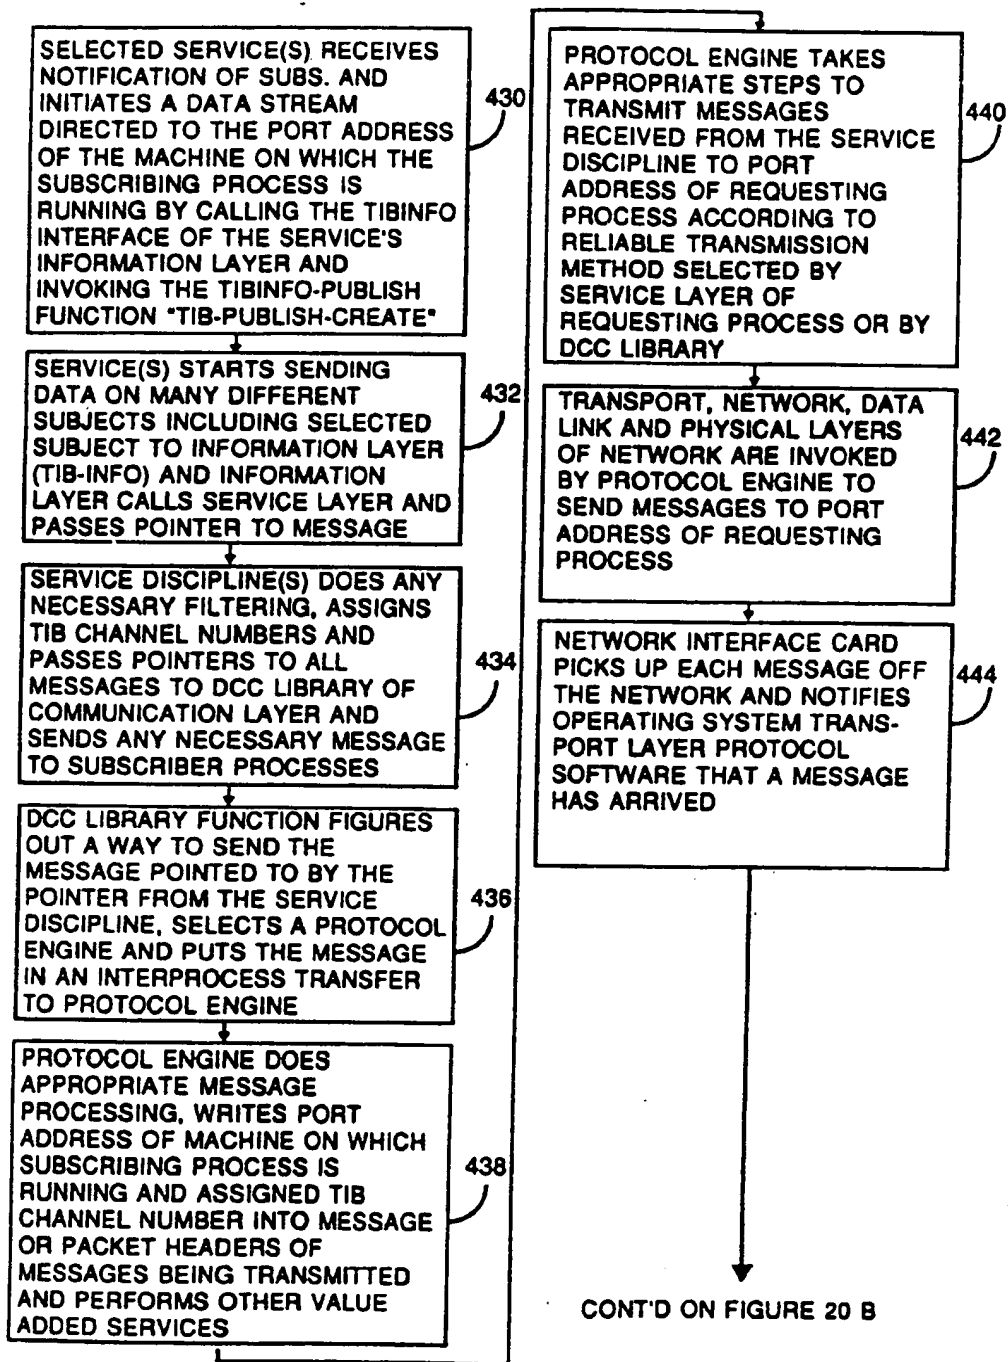 SELECTED SERVICE(S) RECEIVES
NOTIFICATION OF SUBS. AND
INITIATES A DATA STREAM
DIRECTED TO THE PORT ADDRESS
OF THE MACHINE ON WHICH THE
SUBSCRIBING PROCESS IS
RUNNING BY CALLING THE TIBINFO
INTERFACE OF THE SERVICE'S
INFORMATION LAYER AND
INVOKING THE TIBINFO-PUBLISH
FUNCTION "TIB-PUBLISH-CREATE"
430
SERVICE(S) STARTS SENDING
DATA ON MANY DIFFERENT
SUBJECTS INCLUDING SELECTED
SUBJECT TO INFORMATION LAYER
(TIB-INFO) AND INFORMATION
LAYER CALLS SERVICE LAYER AND
PASSES POINTER TO MESSAGE
432
SERVICE DISCIPLINE(S) DOES ANY
NECESSARY FILTERING, ASSIGNS
TIB CHANNEL NUMBERS AND
PASSES POINTERS TO ALL
MESSAGES TO DCC LIBRARY OF
COMMUNICATION LAYER AND
SENDS ANY NECESSARY MESSAGE
TO SUBSCRIBER PROCESSES
434
DCC LIBRARY FUNCTION FIGURES
OUT A WAY TO SEND THE
MESSAGE POINTED TO BY THE
POINTER FROM THE SERVICE
DISCIPLINE, SELECTS A PROTOCOL
ENGINE AND PUTS THE MESSAGE
IN AN INTERPROCESS TRANSFER
TO PROTOCOL ENGINE
436
PROTOCOL ENGINE DOES
APPROPRIATE MESSAGE
PROCESSING, WRITES PORT
ADDRESS OF MACHINE ON WHICH
SUBSCRIBING PROCESS IS
RUNNING AND ASSIGNED TIB
CHANNEL NUMBER INTO MESSAGE
OR PACKET HEADERS OF
MESSAGES BEING TRANSMITTED
AND PERFORMS OTHER VALUE
ADDED SERVICES
438
PROTOCOL ENGINE TAKES
APPROPRIATE STEPS TO
TRANSMIT MESSAGES
RECEIVED FROM THE SERVICE
DISCIPLINE TO PORT
ADDRESS OF REQUESTING
PROCESS ACCORDING TO
RELIABLE TRANSMISSION
METHOD SELECTED BY
SERVICE LAYER OF
REQUESTING PROCESS OR BY
DCC LIBRARY
440
TRANSPORT, NETWORK, DATA
LINK AND PHYSICAL LAYERS
OF NETWORK ARE INVOKED
BY PROTOCOL ENGINE TO
SEND MESSAGES TO PORT
ADDRESS OF REQUESTING
PROCESS
442
NETWORK INTERFACE CARD
PICKS UP EACH MESSAGE OFF
THE NETWORK AND NOTIFIES
OPERATING SYSTEM TRANS-
PORT LAYER PROTOCOL
SOFTWARE THAT A MESSAGE
HAS ARRIVED
444
CONT'D ON FIGURE 20 B